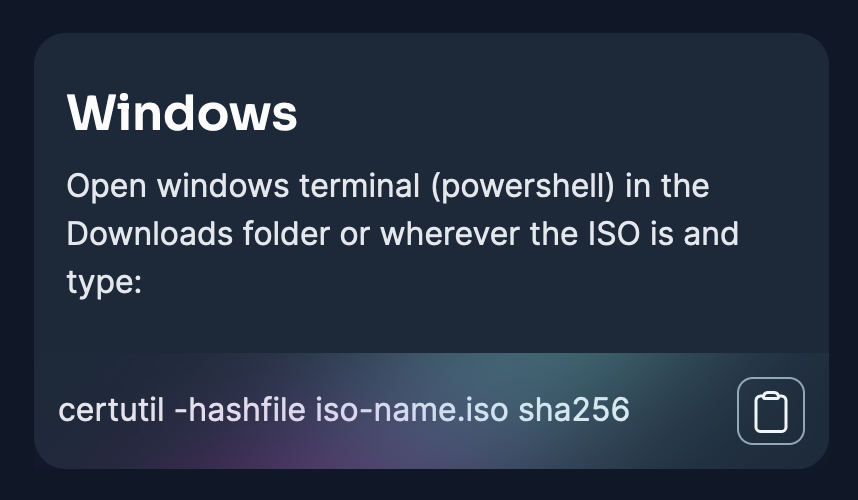 Windows
Open windows terminal (powershell) in the
Downloads folder or wherever the ISO is and
type:
certutil -hashfile iso-name.iso sha256